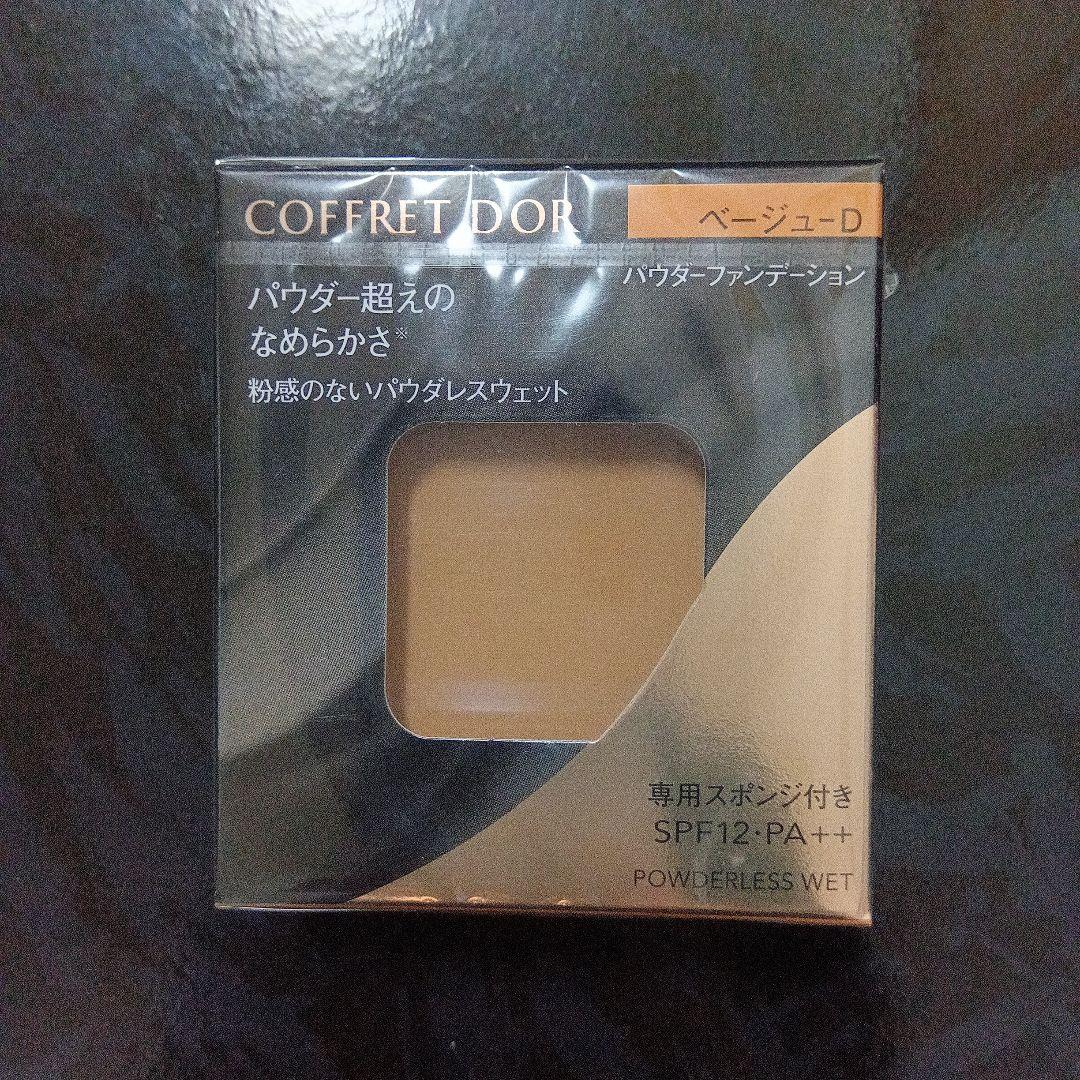 COFFRET D'OR
ベージュ-D
パウダーファンデーション
パウダー超えの
なめらかさ※
粉感のないパウダレスウェット
専用スポンジ付き
SPF12・PA++
POWDERLESS WET